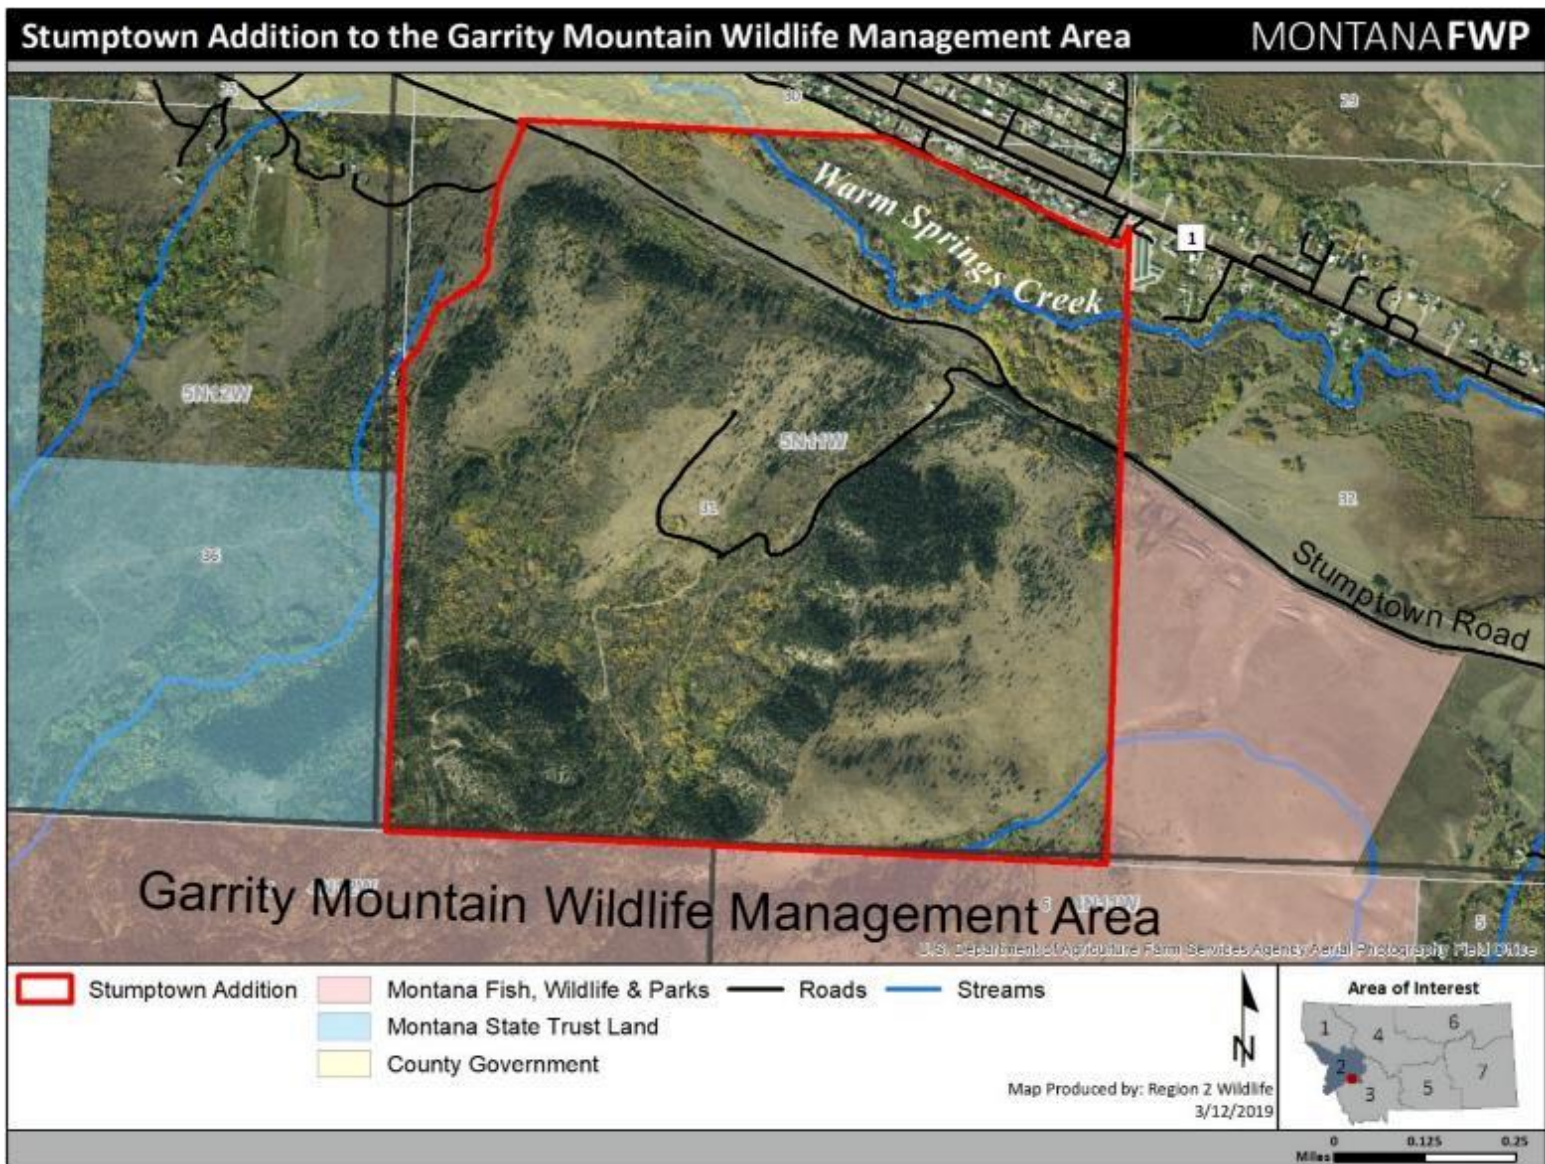 Stumptown Addition to the Garrity Mountain Wildlife Management Area
MONTANA FWP
30
29
Warm Springs Creek
1
5N12W
5N11W
31
32
36
Stumptown Road
Garrity Mountain Wildlife Management Area
5
5
U.S. Department of Agriculture Farm Services Agency Aerial Photography Field Office
Stumptown Addition
Montana Fish, Wildlife & Parks
Roads
Streams
Montana State Trust Land
County Government
N
Map Produced by: Region 2 Wildlife
3/12/2019
Area of Interest
1
4
6
2
3
5
7
0
0.125
0.25
Miles